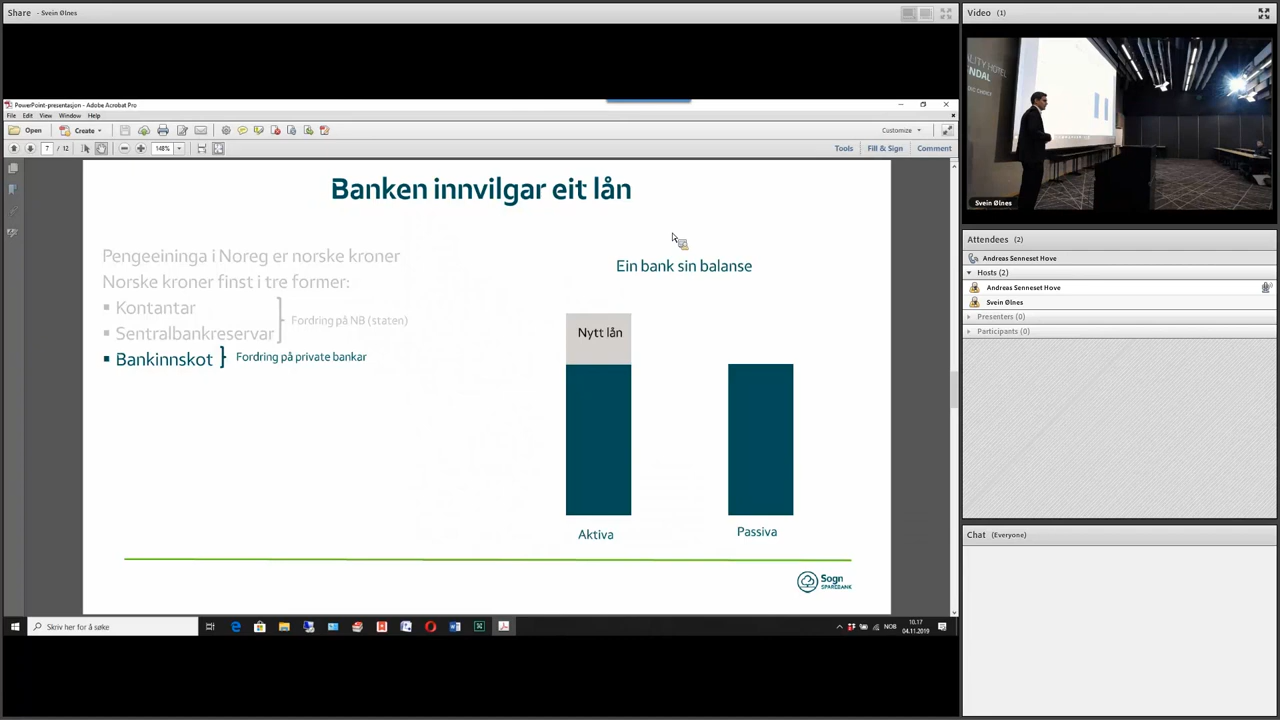 Share - Svein Ølnes
PowerPoint-presentasjon - Adobe Acrobat Pro
File Edit View Window Help
Open Create Customize
7 / 12 148% Tools Fill & Sign Comment
Banken innvilgar eit lån
Pengeeininga i Noreg er norske kroner
Norske kroner finst i tre former:
▪ Kontantar
▪ Sentralbankreservar
Fordring på NB (staten)
▪ Bankinnskot
Fordring på private bankar
Ein bank sin balanse
Nytt lån
Aktiva
Passiva
Sogn
SPAREBANK
Skriv her for å søke
NOB
10.17
04.11.2019
Video (1)
ALITY HOTEL
NDAL
Svein Ølnes
Attendees (2)
Andreas Senneset Hove
Hosts (2)
Andreas Senneset Hove
Svein Ølnes
Presenters (0)
Participants (0)
Chat (Everyone)